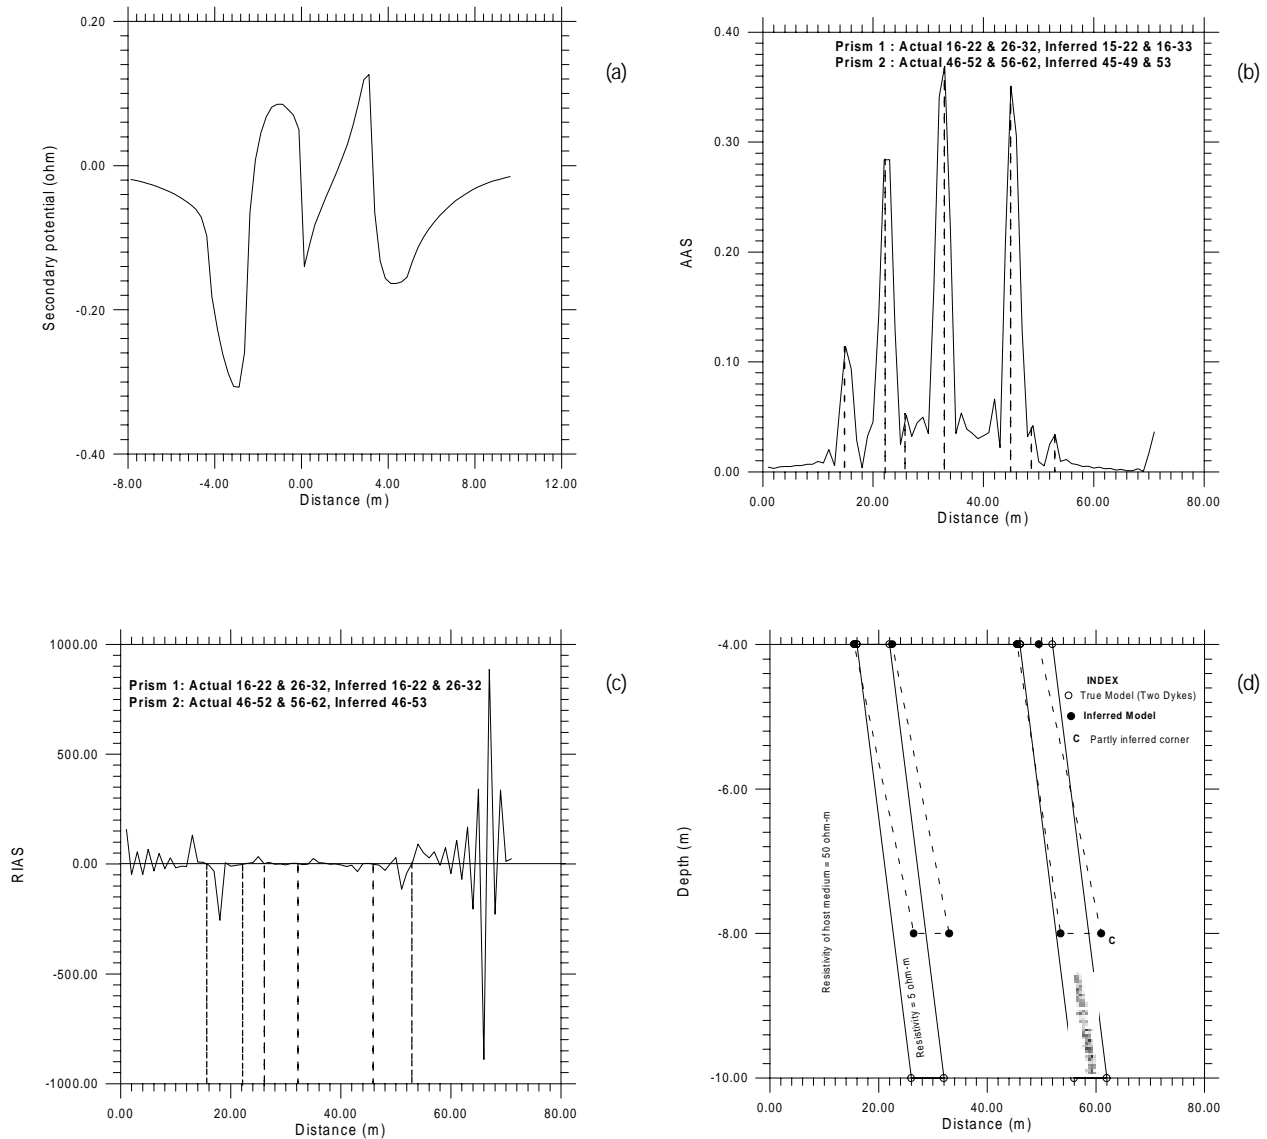 0.20
0.00
-0.20
-0.40
Secondary potential (ohm)
-8.00 -4.00 0.00 4.00 8.00 12.00
Distance (m)
(a)
0.40
0.30
0.20
0.10
0.00
AAS
Prism 1 : Actual 16-22 & 26-32, Inferred 15-22 & 16-33
Prism 2 : Actual 46-52 & 56-62, Inferred 45-49 & 53
0.00 20.00 40.00 60.00 80.00
Distance (m)
(b)
1000.00
500.00
0.00
-500.00
-1000.00
RIAS
Prism 1: Actual 16-22 & 26-32, Inferred 16-22 & 26-32
Prism 2: Actual 46-52 & 56-62, Inferred 46-53
0.00 20.00 40.00 60.00 80.00
Distance (m)
(c)
-4.00
-6.00
-8.00
-10.00
Depth (m)
INDEX
True Model (Two Dykes)
Inferred Model
C Partly inferred corner
Resistivity of host medium = 50 ohm-m
Resistivity = 5 ohm-m
C
0.00 20.00 40.00 60.00 80.00
Distance (m)
(d)